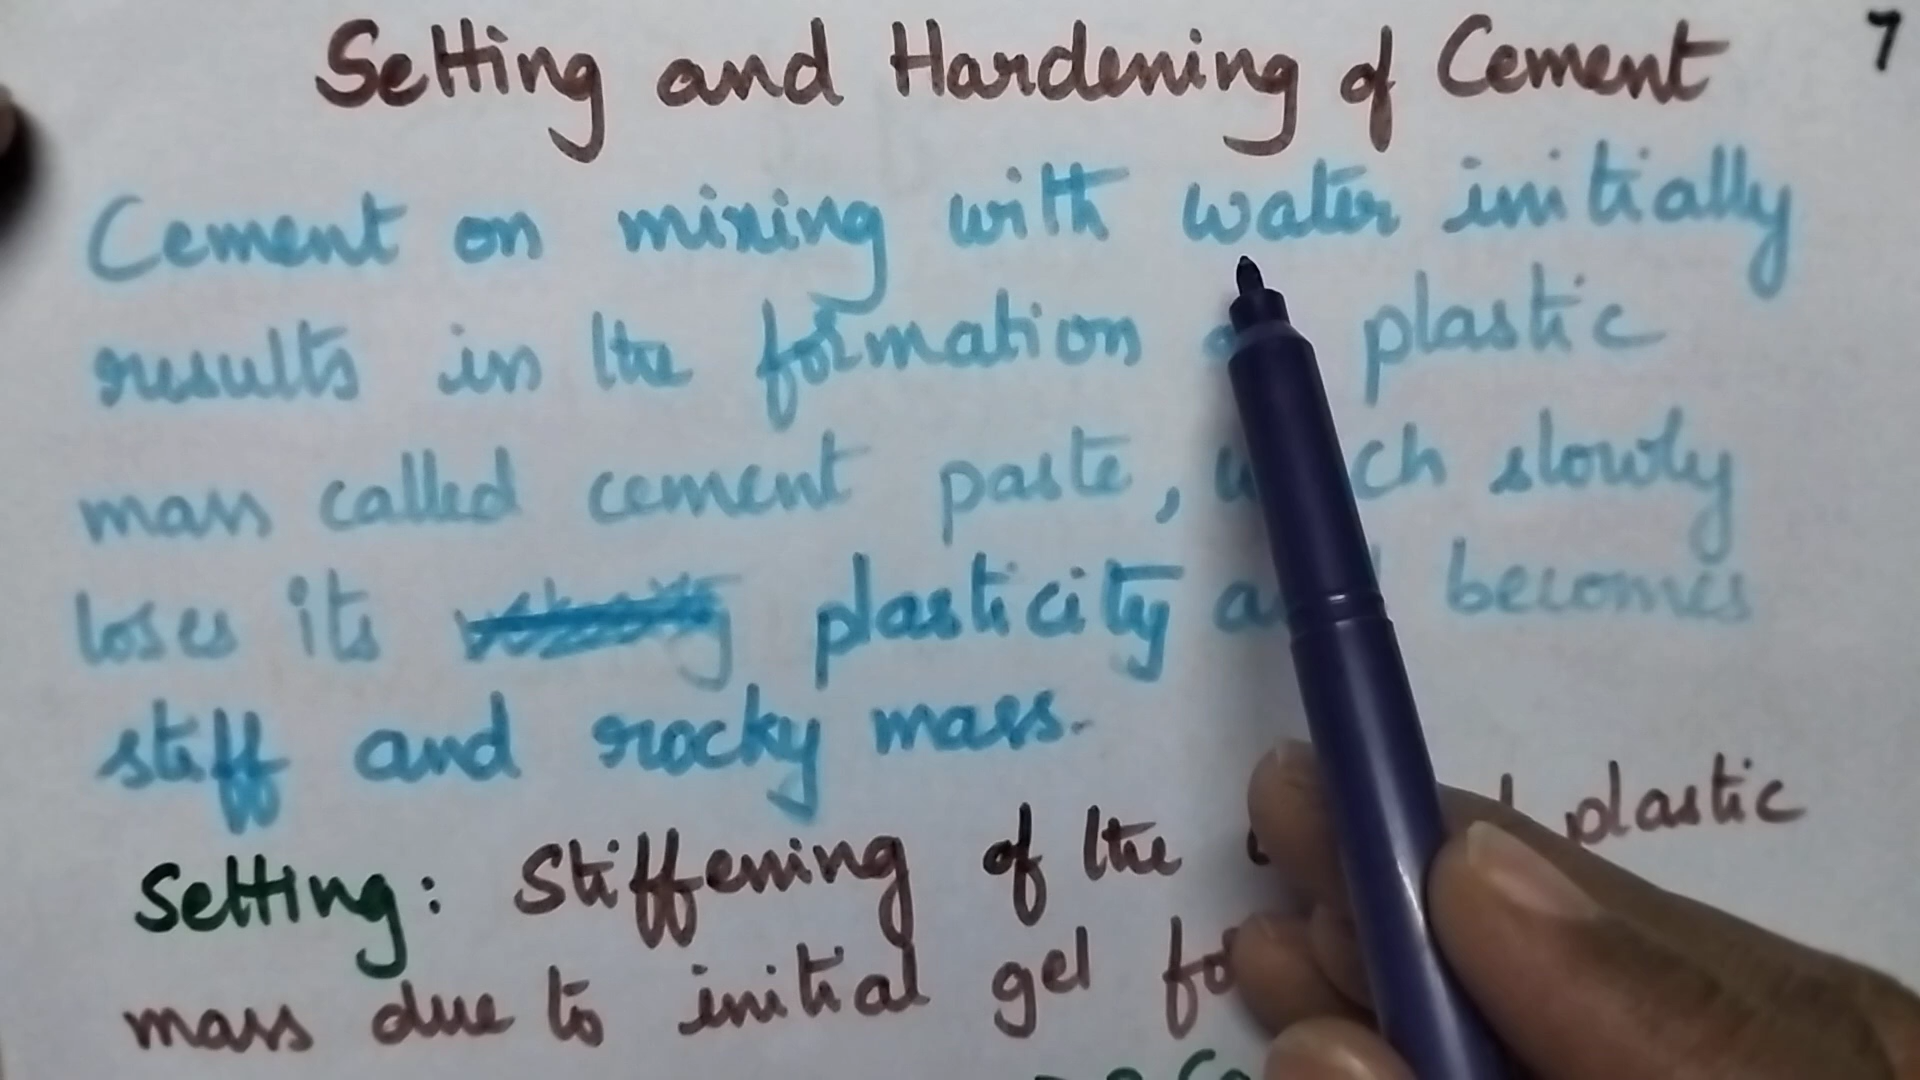 Setting and Hardening of Cement 7
Cement on mixing with water initially
results in the formation plastic
mass called cement paste, slowly
loses its plasticity becomes
stiff and rocky mass.
Setting: Stiffening of the plastic
mass due to initial gel